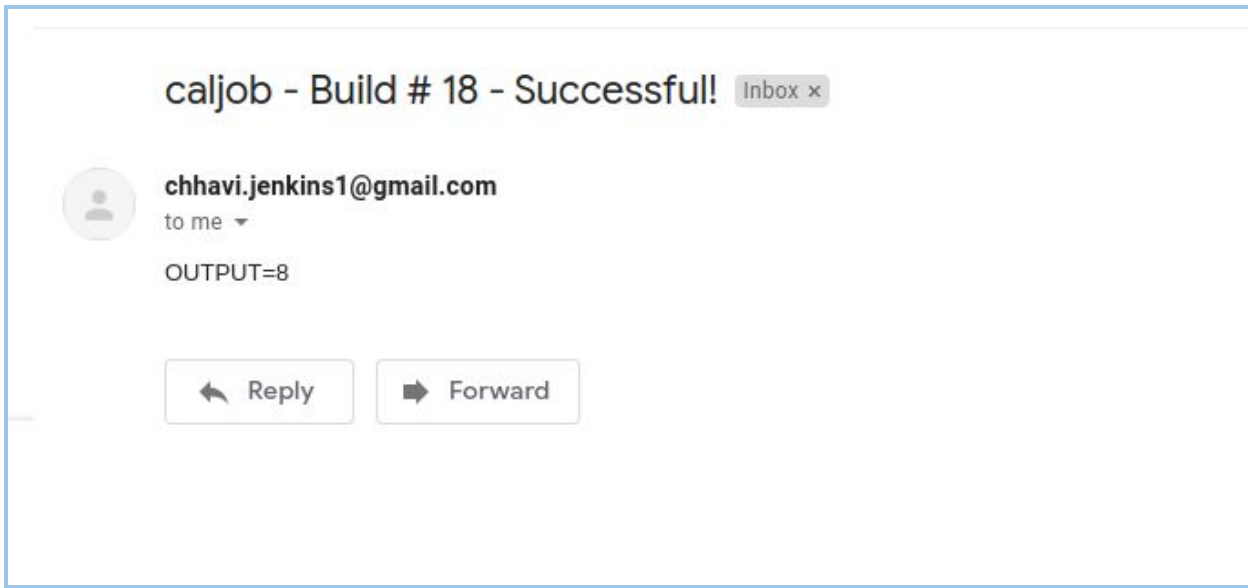 caljob - Build # 18 - Successful! Inbox ×
chhavi.jenkins1@gmail.com
to me
OUTPUT=8
Reply Forward